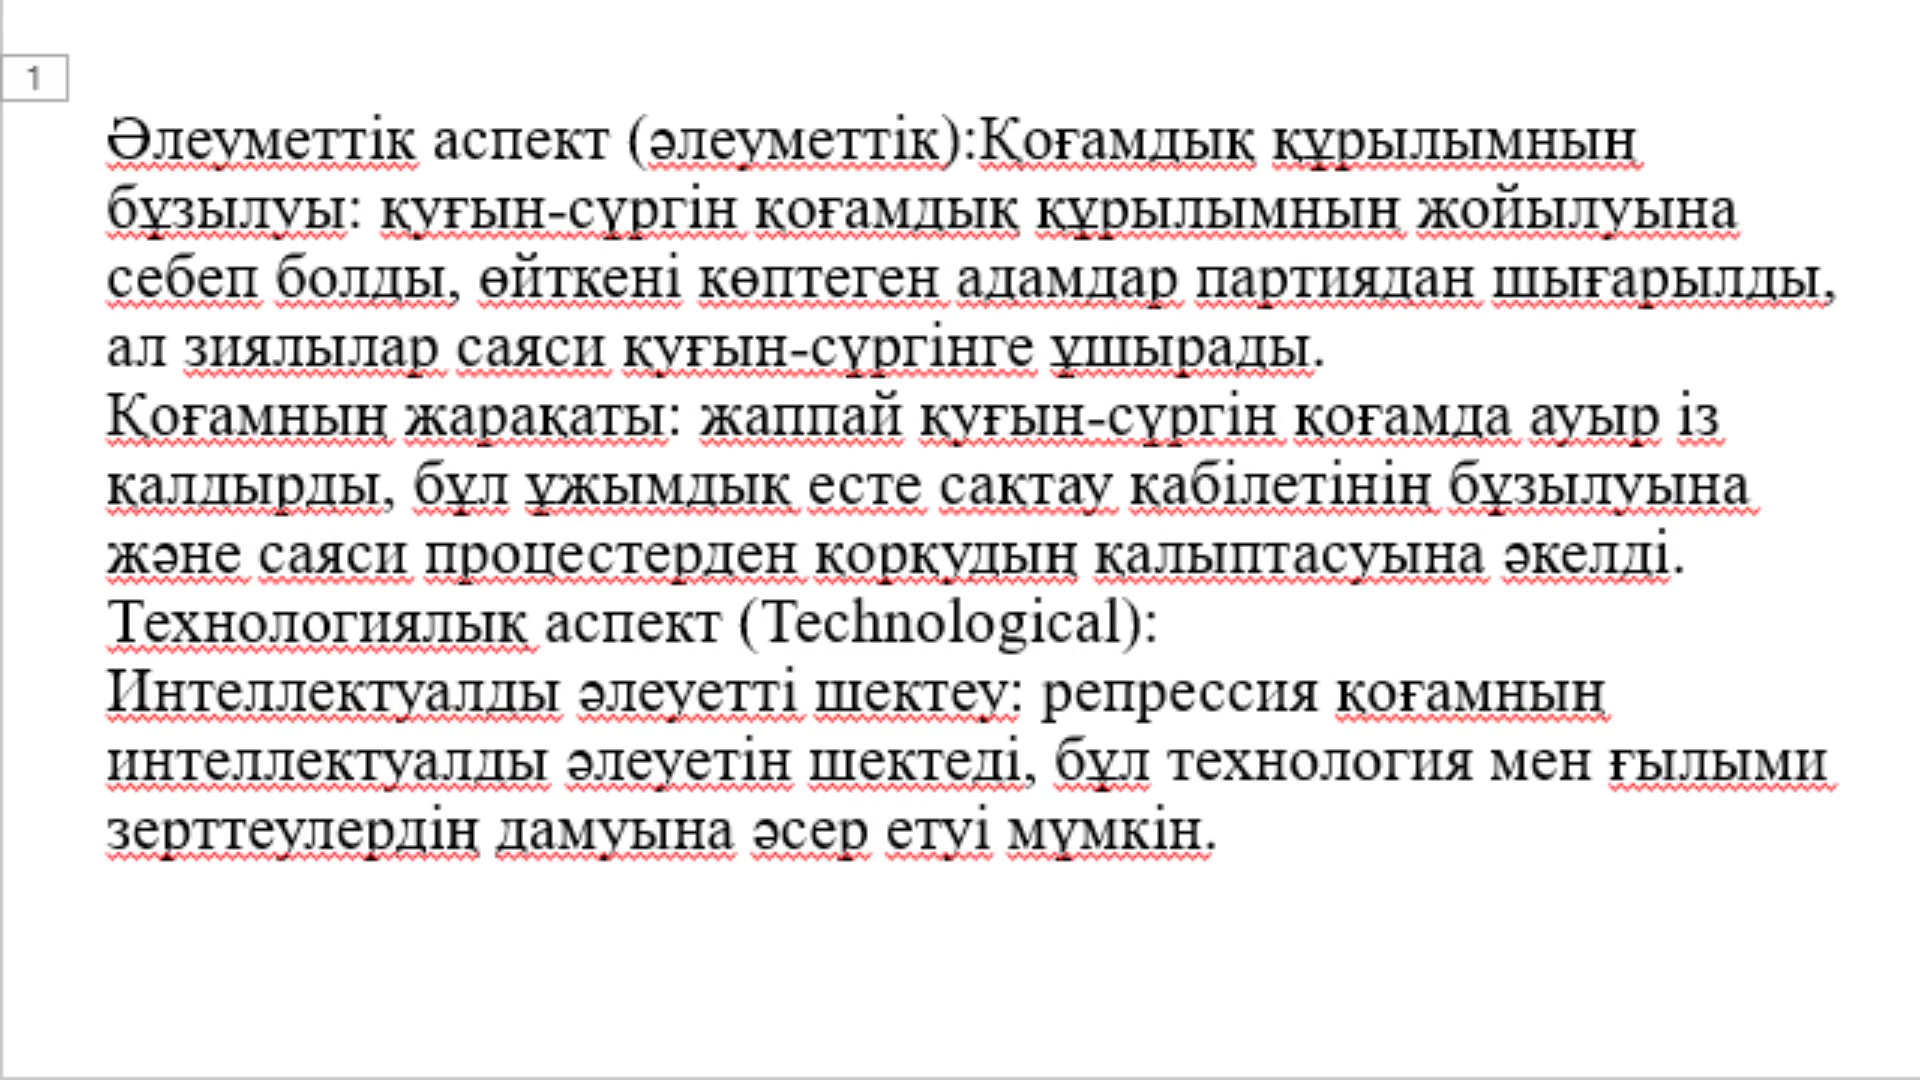 1
Әлеуметтік аспект (әлеуметтік):Қоғамдық құрылымның
бұзылуы: қуғын-сүргін қоғамдық құрылымның жойылуына
себеп болды, өйткені көптеген адамдар партиядан шығарылды,
ал зиялылар саяси қуғын-сүргінге ұшырады.
Қоғамның жарақаты: жаппай қуғын-сүргін қоғамда ауыр із
қалдырды, бұл ұжымдық есте сақтау қабілетінің бұзылуына
және саяси процестерден қорқудың қалыптасуына әкелді.
Технологиялық аспект (Technological):
Интеллектуалды әлеуетті шектеу: репрессия қоғамның
интеллектуалды әлеуетін шектеді, бұл технология мен ғылыми
зерттеулердің дамуына әсер етуі мүмкін.